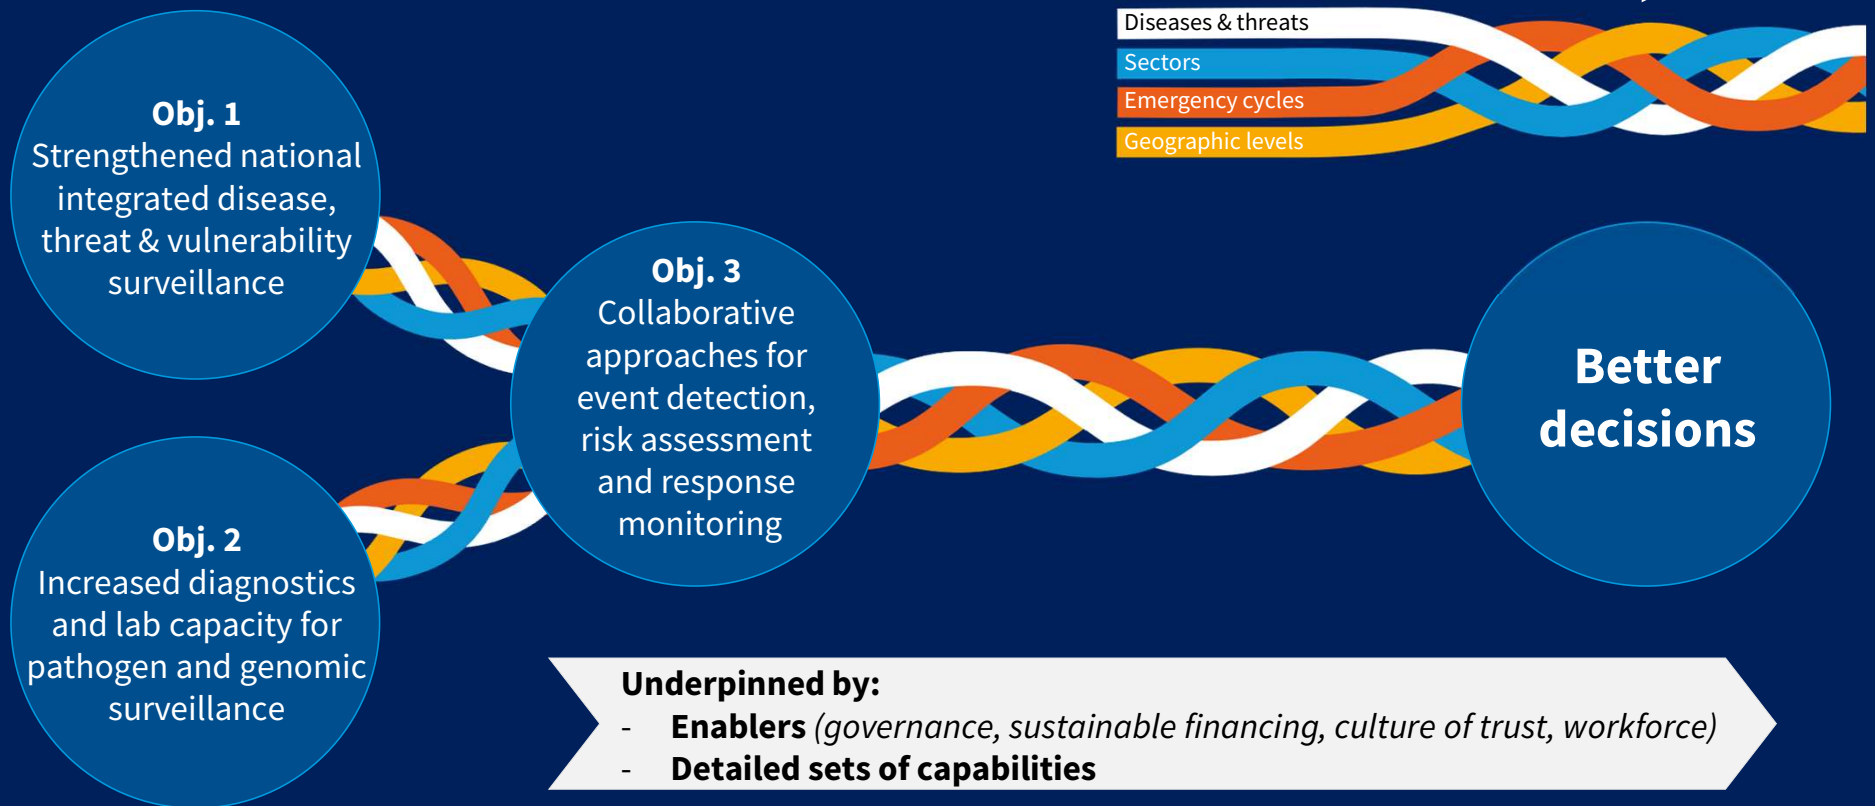 Diseases & threats
Sectors
Emergency cycles
Geographic levels
Obj. 1
Strengthened national
integrated disease,
threat & vulnerability
surveillance
Obj. 3
Collaborative
approaches for
event detection,
risk assessment
and response
monitoring
Better
decisions
Obj. 2
Increased diagnostics
and lab capacity for
pathogen and genomic
surveillance
Underpinned by:
- Enablers (governance, sustainable financing, culture of trust, workforce)
- Detailed sets of capabilities